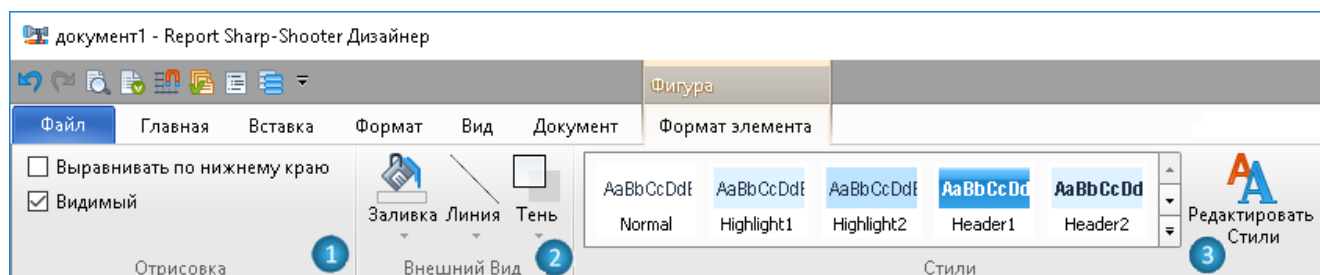 документ1 - Report Sharp-Shooter Дизайнер
Фигура
Файл Главная Вставка Формат Вид Документ Формат элемента
Выравнивать по нижнему краю
Видимый
Заливка Линия Тень
AaBbCcDdE AaBbCcDdE AaBbCcDdE AaBbCcDd AaBbCcDd
Normal Highlight1 Highlight2 Header1 Header2
Редактировать
Стили
1 2 3
Отрисовка Внешний Вид Стили